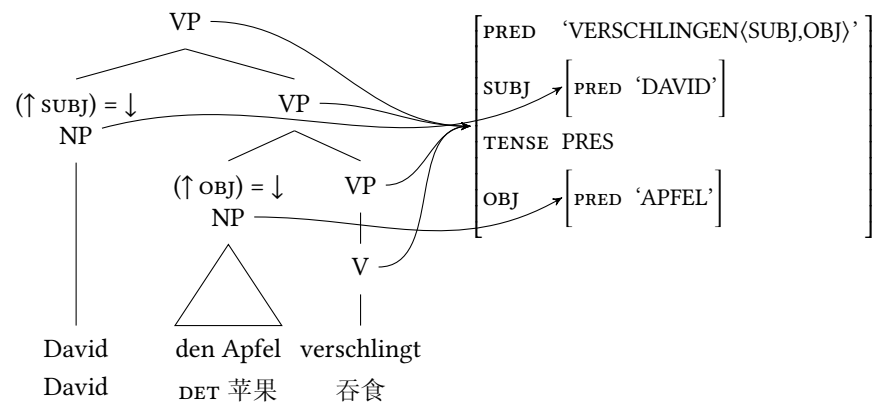 VP
PRED ‘VERSCHLINGEN⟨SUBJ,OBJ⟩’
SUBJ [PRED ‘DAVID’]
TENSE PRES
OBJ [PRED ‘APFEL’]
(↑ SUBJ) = ↓
NP
VP
(↑ OBJ) = ↓
NP
VP
V
David den Apfel verschlingt
David DET 苹果 吞食